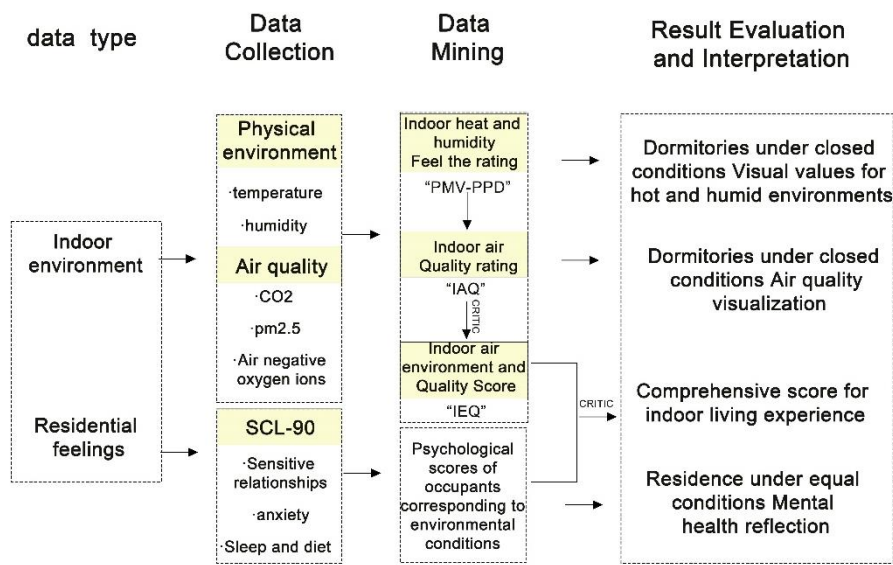 data type
Data
Collection
Data
Mining
Result Evaluation
and Interpretation
Indoor
environment
Residential
feelings
Physical
environment
·temperature
·humidity
Air quality
·CO2
·pm2.5
·Air negative
oxygen ions
SCL-90
·Sensitive
relationships
·anxiety
·Sleep and diet
Indoor heat and
humidity
Feel the rating
“PMV-PPD”
Indoor air
Quality rating
“IAQ”
CRITIC
Indoor air
environment and
Quality Score
“IEQ”
Psychological
scores of
occupants
corresponding to
environmental
conditions
CRITIC
Dormitories under closed
conditions Visual values for
hot and humid environments
Dormitories under closed
conditions Air quality
visualization
Comprehensive score for
indoor living experience
Residence under equal
conditions Mental
health reflection